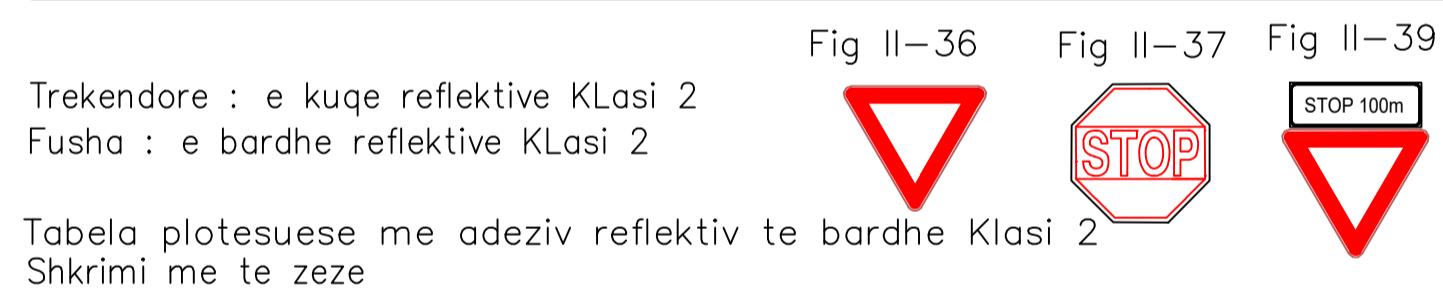 Fig II-36
Fig II-37
Fig II-39
Trekendore : e kuqe reflektive KLasi 2
Fusha : e bardhe reflektive KLasi 2
STOP
STOP 100m
Tabela plotesuese me adeziv reflektiv te bardhe Klasi 2
Shkrimi me te zeze